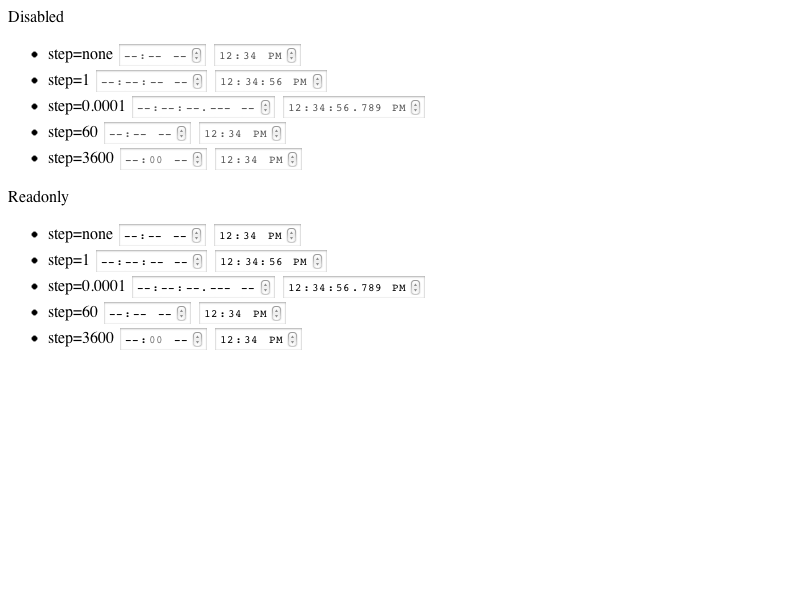 Disabled
step=none --:-- -- 12:34 PM
step=1 --:--:-- -- 12:34:56 PM
step=0.0001 --:--:--.--- -- 12:34:56.789 PM
step=60 --:-- -- 12:34 PM
step=3600 --:00 -- 12:34 PM
Readonly
step=none --:-- -- 12:34 PM
step=1 --:--:-- -- 12:34:56 PM
step=0.0001 --:--:--.--- -- 12:34:56.789 PM
step=60 --:-- -- 12:34 PM
step=3600 --:00 -- 12:34 PM